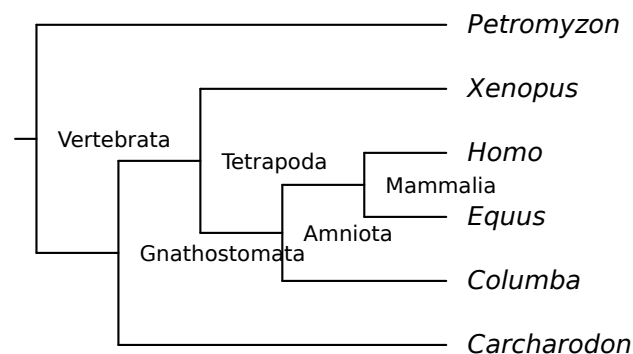 Petromyzon
Xenopus
Vertebrata
Homo
Tetrapoda
Mammalia
Equus
Amniota
Gnathostomata
Columba
Carcharodon